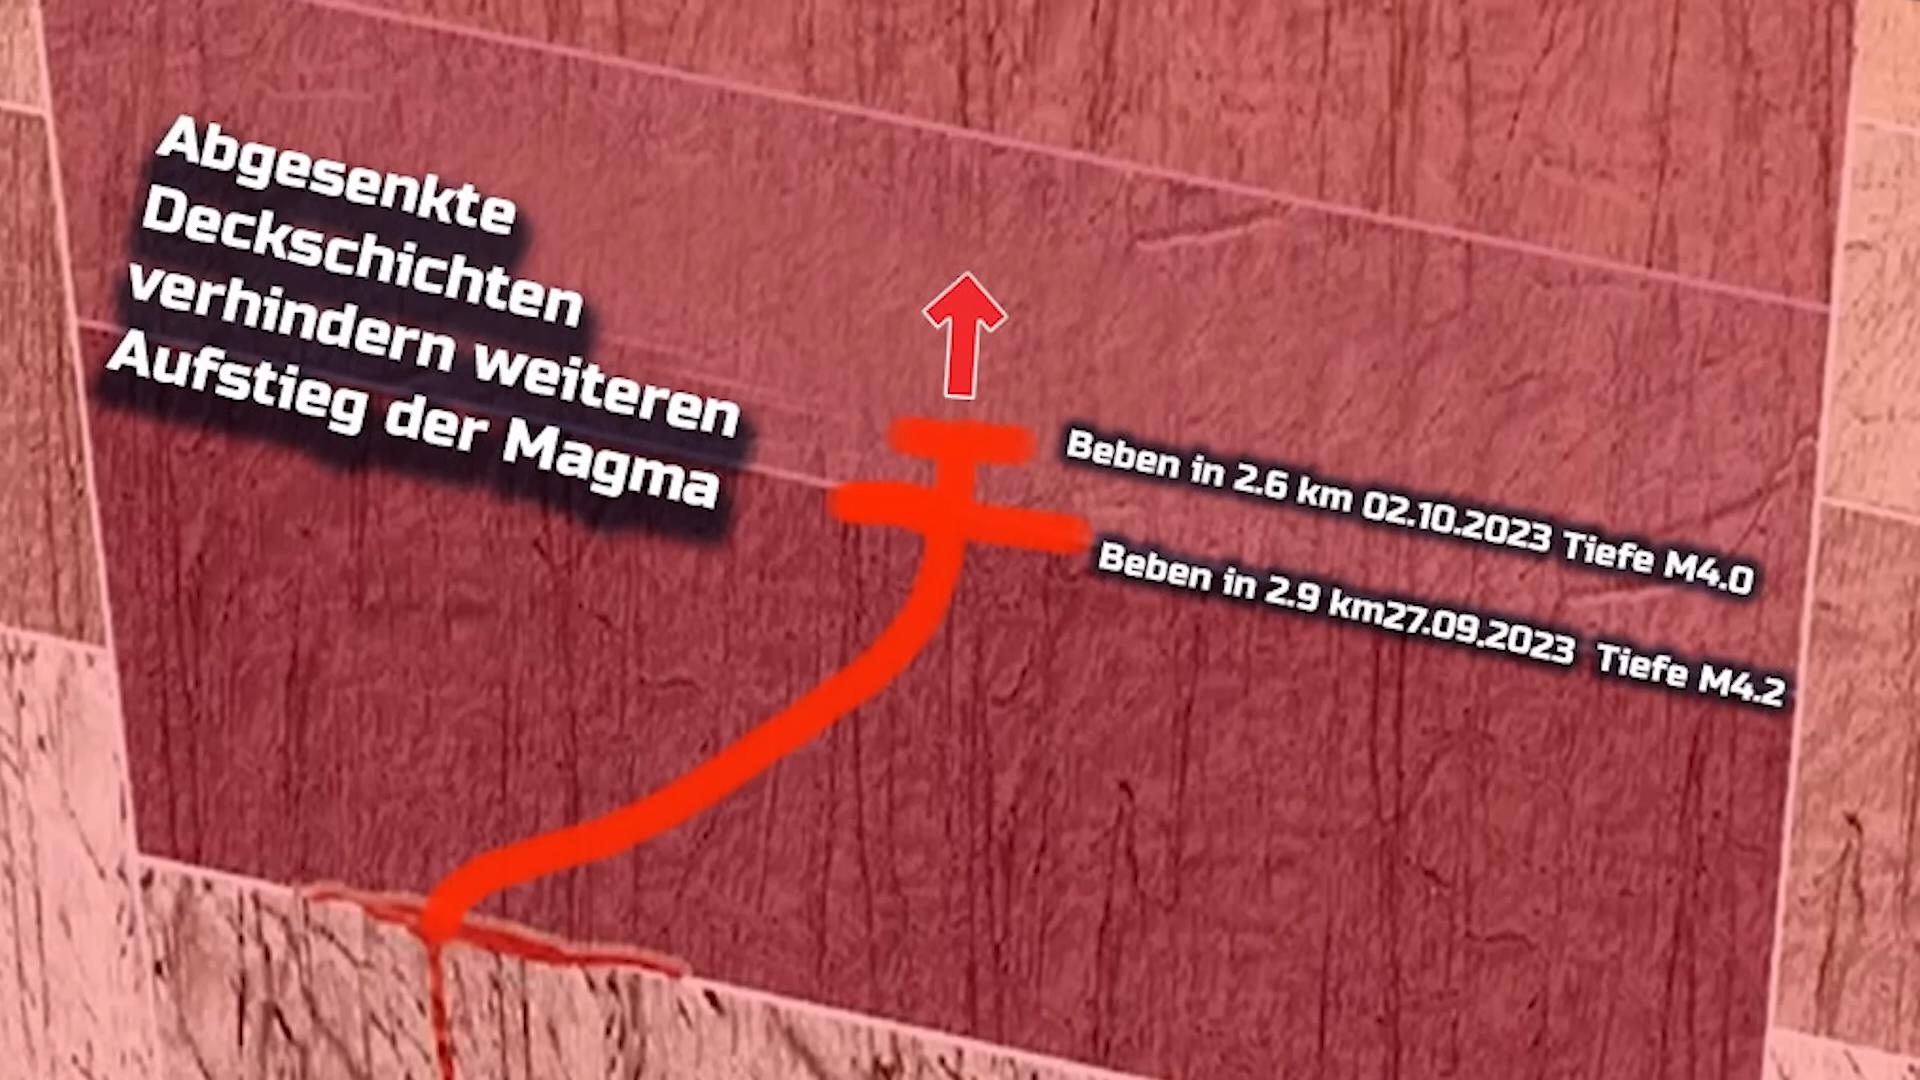 Abgesenkte
Deckschichten
verhindern weiteren
Aufstieg der Magma
Beben in 2.6 km 02.10.2023 Tiefe M4.0
Beben in 2.9 km27.09.2023 Tiefe M4.2